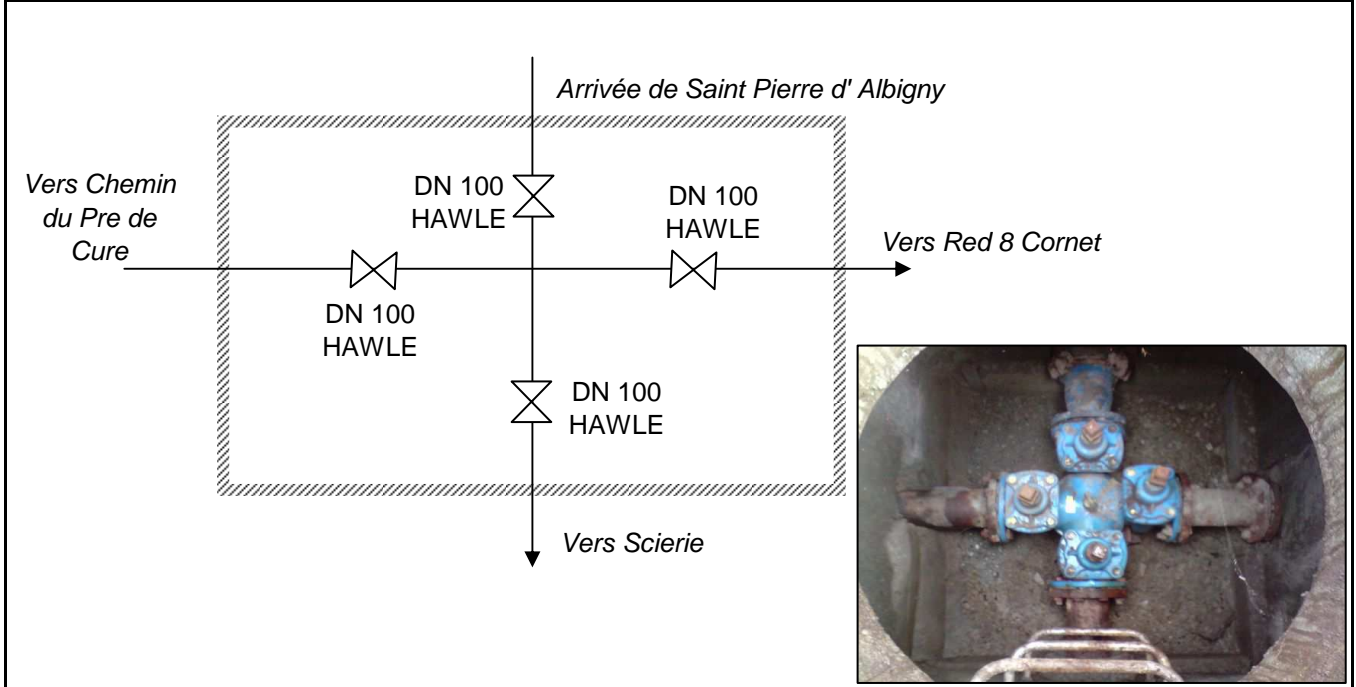 Arrivée de Saint Pierre d' Albigny
Vers Chemin
du Pre de
Cure
DN 100
HAWLE
DN 100
HAWLE
Vers Red 8 Cornet
DN 100
HAWLE
DN 100
HAWLE
Vers Scierie